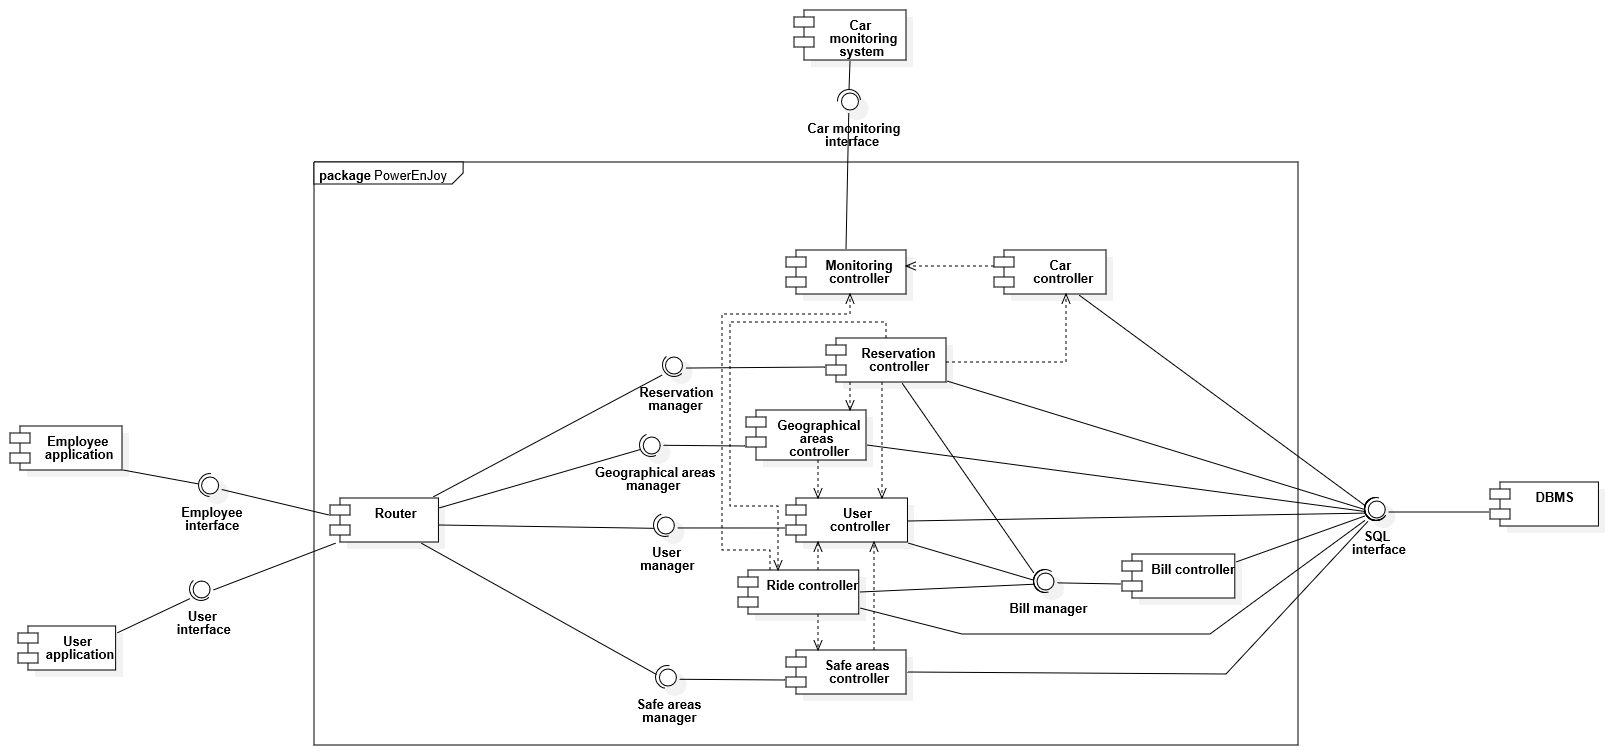 Car
monitoring
system
Car monitoring
interface
package PowerEnJoy
Monitoring
controller
Car
controller
Reservation
controller
Reservation
manager
Geographical
areas
controller
Geographical areas
manager
Employee
application
Employee
interface
Router
User
controller
User
manager
DBMS
SQL
interface
Ride controller
Bill controller
Bill manager
User
interface
User
application
Safe areas
controller
Safe areas
manager